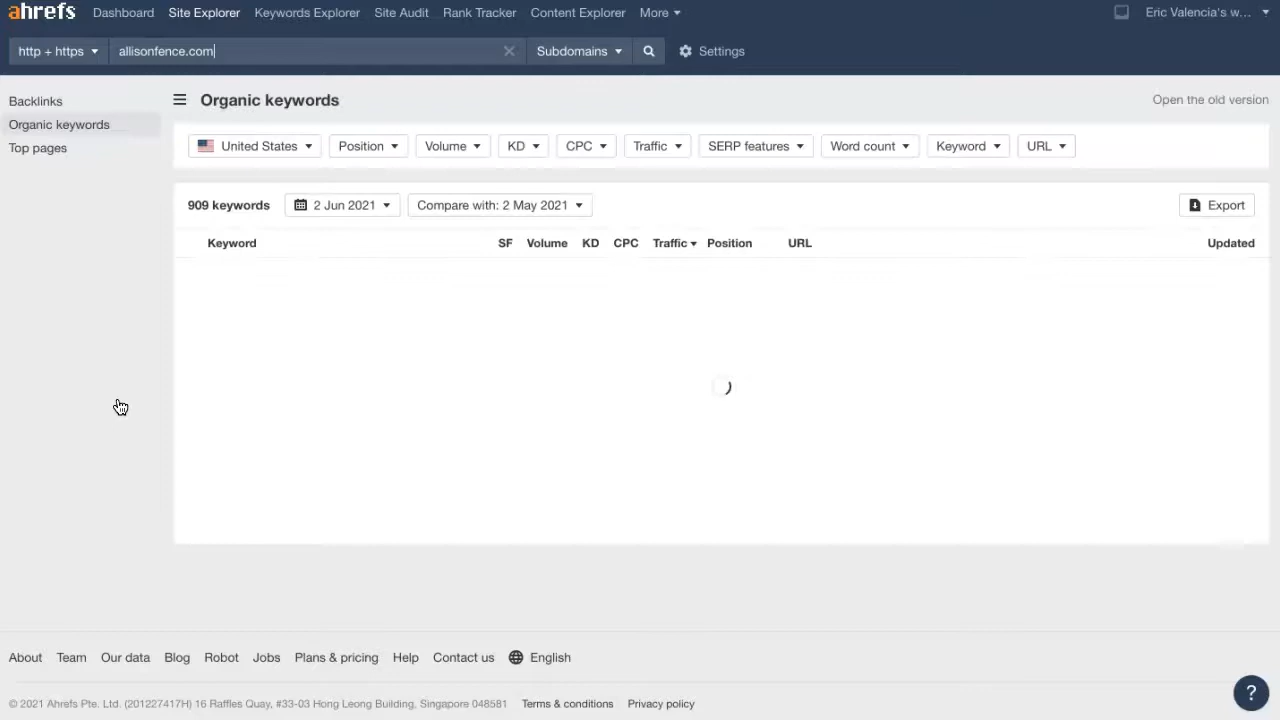 ahrefs Dashboard Site Explorer Keywords Explorer Site Audit Rank Tracker Content Explorer More Eric Valencia's w...
http + https allisonfence.com Subdomains Settings
Backlinks
Organic keywords
Top pages
Organic keywords Open the old version
United States Position Volume KD CPC Traffic SERP features Word count Keyword URL
909 keywords 2 Jun 2021 Compare with: 2 May 2021 Export
Keyword SF Volume KD CPC Traffic Position URL Updated
About Team Our data Blog Robot Jobs Plans & pricing Help Contact us English
© 2021 Ahrefs Pte. Ltd. (201227417H) 16 Raffles Quay, #33-03 Hong Leong Building, Singapore 048581 Terms & conditions Privacy policy
?